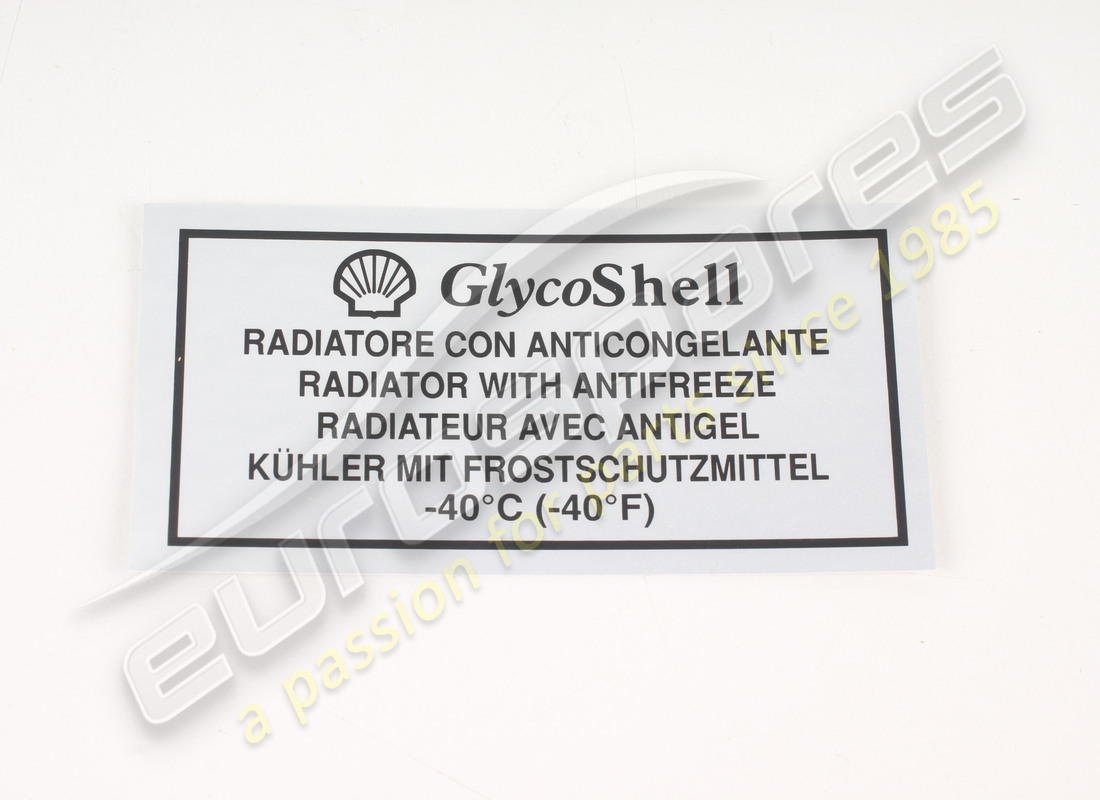 GlycoShell
RADIATORE CON ANTICONGELANTE
RADIATOR WITH ANTIFREEZE
RADIATEUR AVEC ANTIGEL
KÜHLER MIT FROSTSCHUTZMITTEL
-40°C (-40°F)
eurospares
a passion for parts since 1985